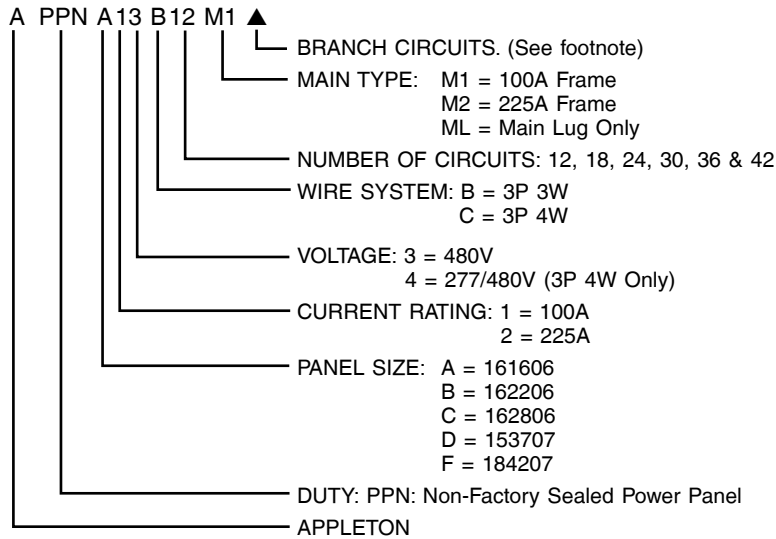 A PPN A 13 B 12 M1 ▲
BRANCH CIRCUITS. (See footnote)
MAIN TYPE: M1 = 100A Frame
M2 = 225A Frame
ML = Main Lug Only
NUMBER OF CIRCUITS: 12, 18, 24, 30, 36 & 42
WIRE SYSTEM: B = 3P 3W
C = 3P 4W
VOLTAGE: 3 = 480V
4 = 277/480V (3P 4W Only)
CURRENT RATING: 1 = 100A
2 = 225A
PANEL SIZE: A = 161606
B = 162206
C = 162806
D = 153707
F = 184207
DUTY: PPN: Non-Factory Sealed Power Panel
APPLETON